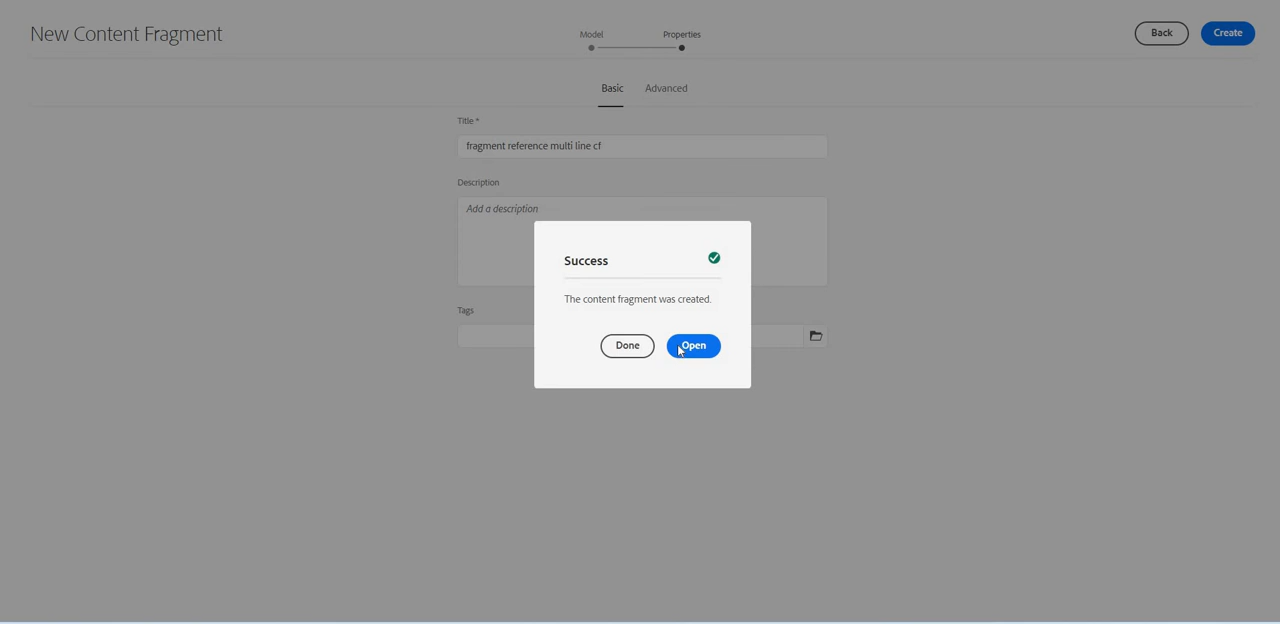 New Content Fragment
Model
Properties
Back
Create
Basic
Advanced
Title *
fragment reference multi line cf
Description
Add a description
Success
The content fragment was created.
Tags
Done
Open